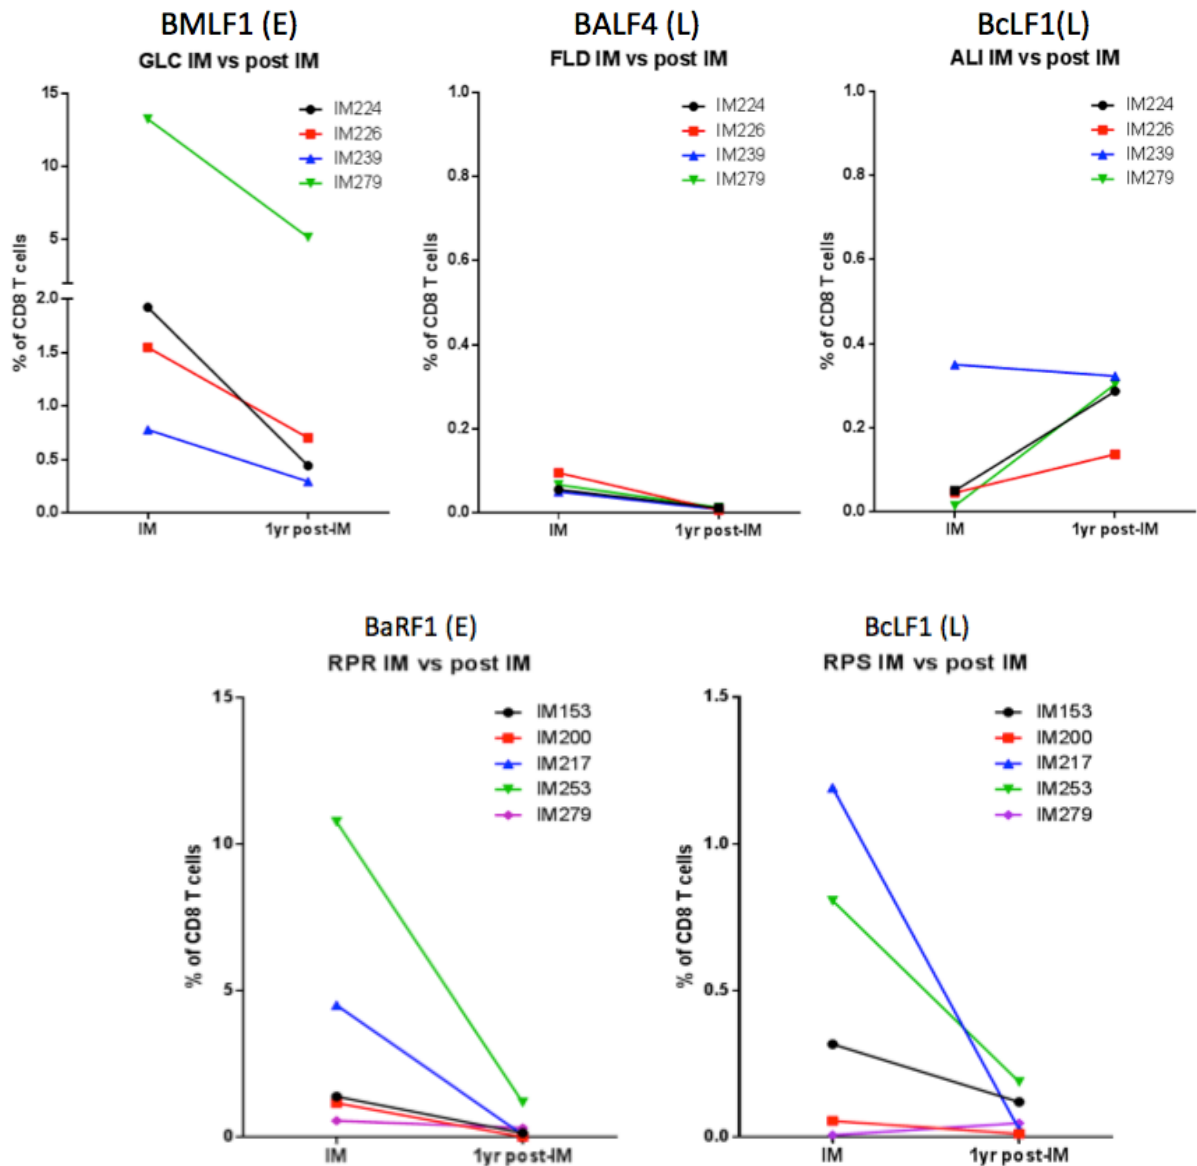 BMLF1 (E)
GLC IM vs post IM
% of CD8 T cells
15
10
5
2.0
1.5
1.0
0.5
0.0
IM
1yr post-IM
IM224
IM226
IM239
IM279
BALF4 (L)
FLD IM vs post IM
% of CD8 T cells
1.0
0.8
0.6
0.4
0.2
0.0
IM
1yr post-IM
IM224
IM226
IM239
IM279
BcLF1(L)
ALI IM vs post IM
% of CD8 T cells
1.0
0.8
0.6
0.4
0.2
0.0
IM
1yr post-IM
IM224
IM226
IM239
IM279
BaRF1 (E)
RPR IM vs post IM
% of CD8 T cells
15
10
5
0
IM
1yr post-IM
IM153
IM200
IM217
IM253
IM279
BcLF1 (L)
RPS IM vs post IM
% of CD8 T cells
1.5
1.0
0.5
0.0
IM
1yr post-IM
IM153
IM200
IM217
IM253
IM279